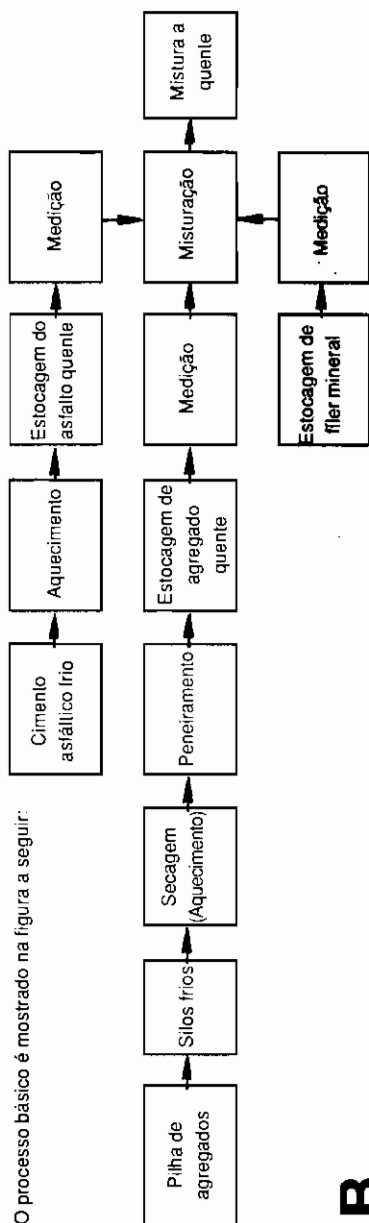 O processo básico é mostrado na figura a seguir:
Cimento
asfáltico frio
Aquecimento
Estocagem do
asfalto quente
Medição
Pilha de
agregados
Silos frios
Secagem
(Aquecimento)
Peneiramento
Estocagem de
agregado
quente
Medição
Misturação
Mistura a
quente
Estocagem de
fíler mineral
Medição
B